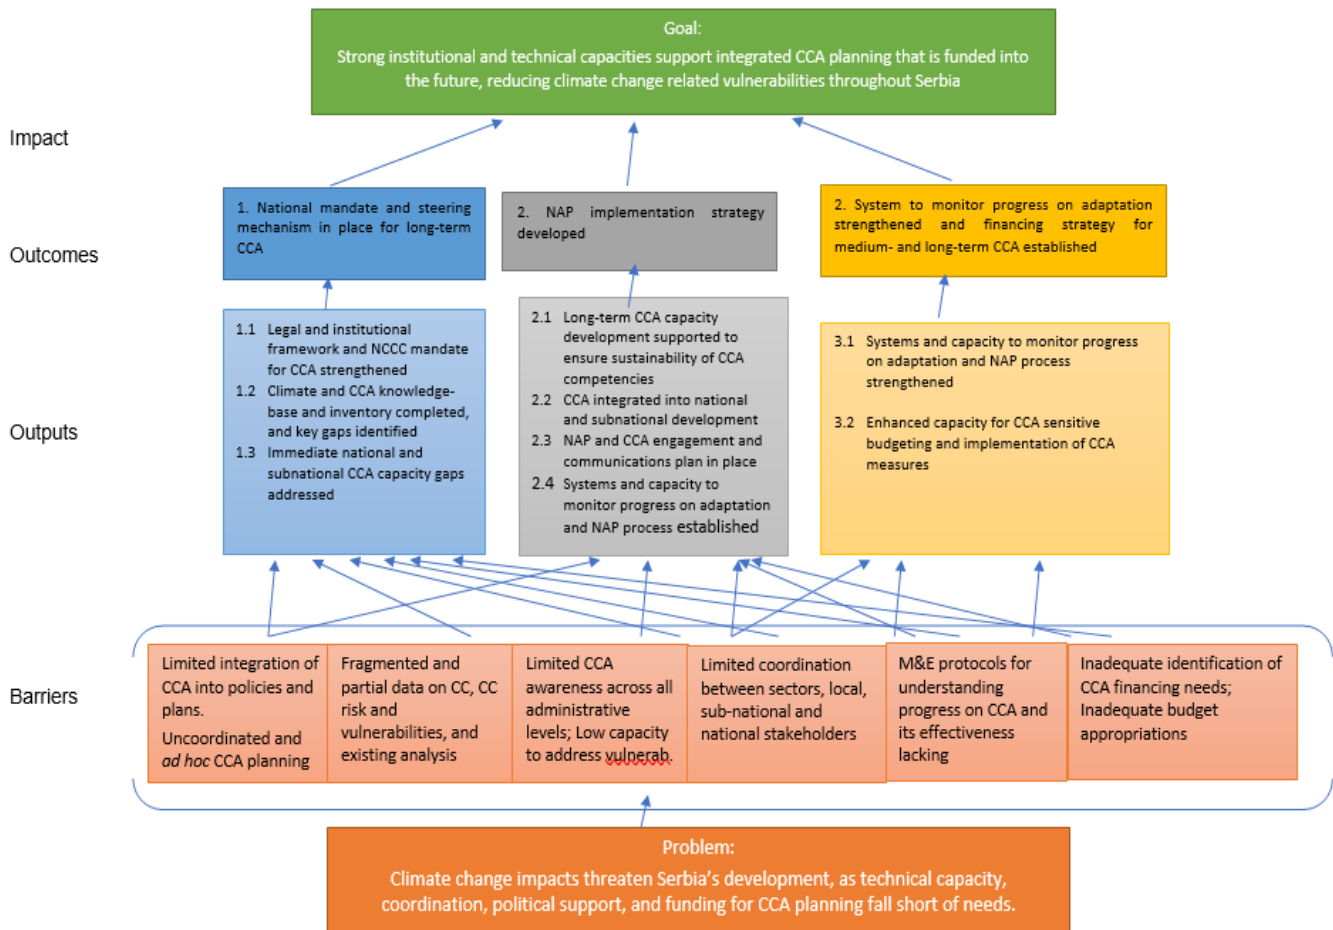 Goal:
Strong institutional and technical capacities support integrated CCA planning that is funded into
the future, reducing climate change related vulnerabilities throughout Serbia
Impact
1. National mandate and steering
mechanism in place for long-term
CCA
2. NAP implementation strategy
developed
2. System to monitor progress on adaptation
strengthened and financing strategy for
medium- and long-term CCA established
Outcomes
1.1 Legal and institutional
framework and NCCC mandate
for CCA strengthened
1.2 Climate and CCA knowledge-
base and inventory completed,
and key gaps identified
1.3 Immediate national and
subnational CCA capacity gaps
addressed
2.1 Long-term CCA capacity
development supported to
ensure sustainability of CCA
competencies
2.2 CCA integrated into national
and subnational development
2.3 NAP and CCA engagement and
communications plan in place
2.4 Systems and capacity to
monitor progress on adaptation
and NAP process established
3.1 Systems and capacity to monitor progress
on adaptation and NAP process
strengthened
3.2 Enhanced capacity for CCA sensitive
budgeting and implementation of CCA
measures
Outputs
Barriers
Limited integration of
CCA into policies and
plans.
Uncoordinated and
ad hoc CCA planning
Fragmented and
partial data on CC, CC
risk and
vulnerabilities, and
existing analysis
Limited CCA
awareness across all
administrative
levels; Low capacity
to address vulnerab.
Limited coordination
between sectors, local,
sub-national and
national stakeholders
M&E protocols for
understanding
progress on CCA and
its effectiveness
lacking
Inadequate identification of
CCA financing needs;
Inadequate budget
appropriations
Problem:
Climate change impacts threaten Serbia's development, as technical capacity,
coordination, political support, and funding for CCA planning fall short of needs.